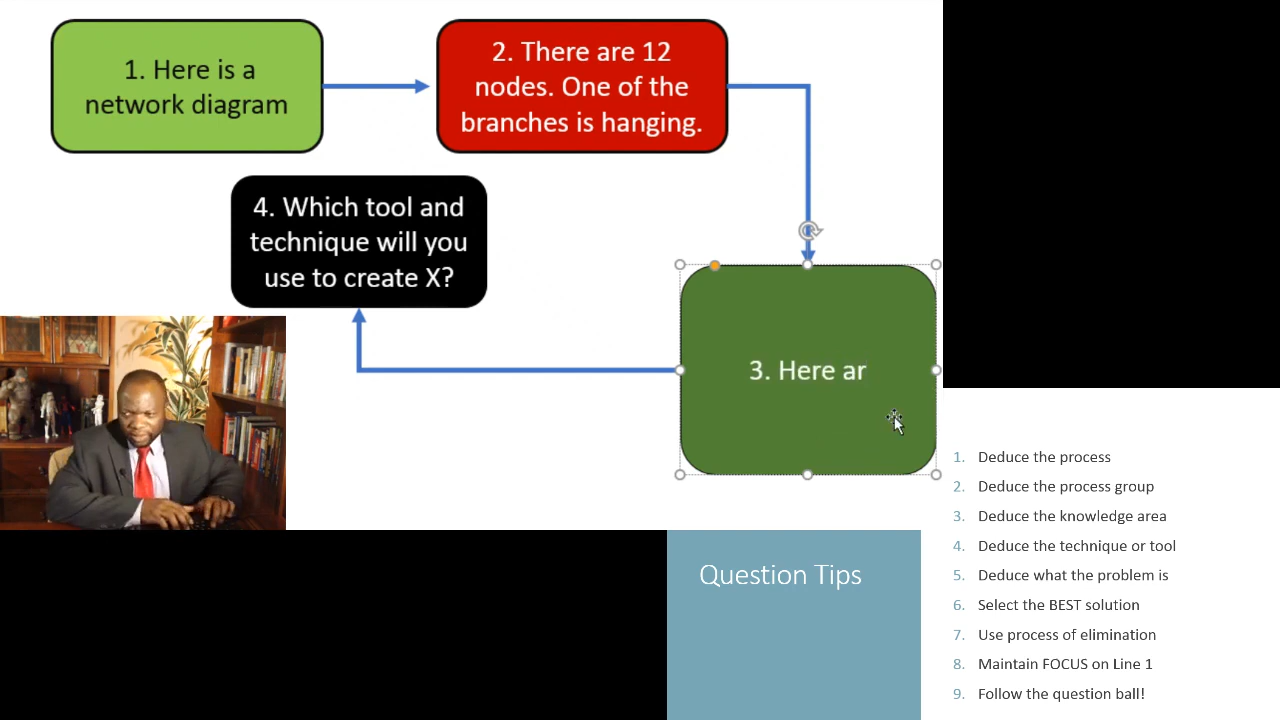 1. Here is a
network diagram
2. There are 12
nodes. One of the
branches is hanging.
3. Here ar
4. Which tool and
technique will you
use to create X?
Question Tips
1. Deduce the process
2. Deduce the process group
3. Deduce the knowledge area
4. Deduce the technique or tool
5. Deduce what the problem is
6. Select the BEST solution
7. Use process of elimination
8. Maintain FOCUS on Line 1
9. Follow the question ball!